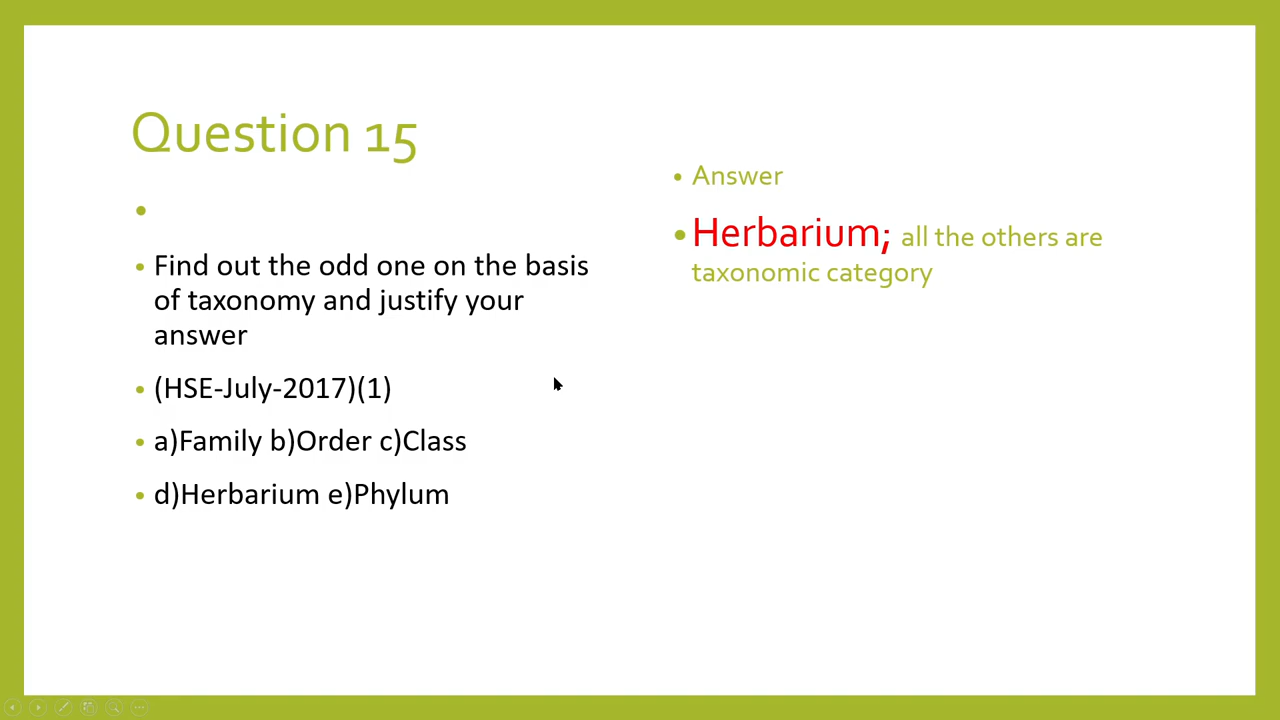 Question 15
Find out the odd one on the basis
of taxonomy and justify your
answer
(HSE-July-2017)(1)
a)Family b)Order c)Class
d)Herbarium e)Phylum
Answer
Herbarium; all the others are
taxonomic category